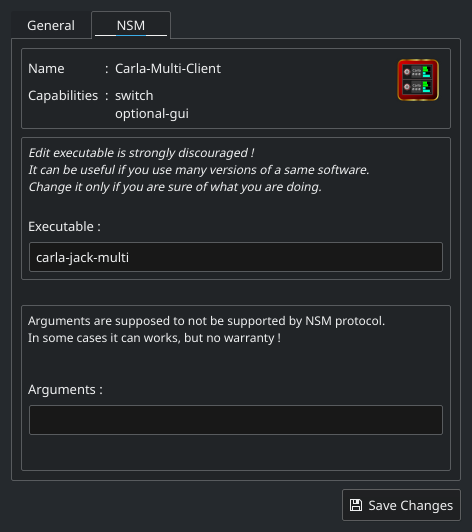 General NSM
Name : Carla-Multi-Client
Capabilities : switch
optional-gui
Edit executable is strongly discouraged !
It can be useful if you use many versions of a same software.
Change it only if you are sure of what you are doing.
Executable :
carla-jack-multi
Arguments are supposed to not be supported by NSM protocol.
In some cases it can works, but no warranty !
Arguments :
Save Changes